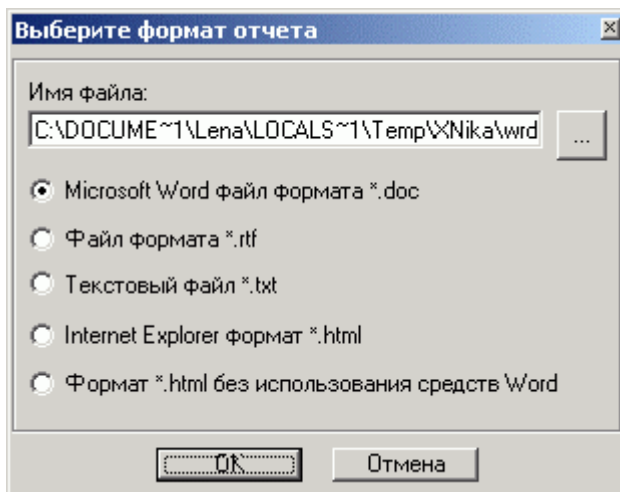 Выберите формат отчета
Имя файла:
C:\DOCUME~1\Lena\LOCALS~1\Temp\XNika\wrd
...
Microsoft Word файл формата *.doc
Файл формата *.rtf
Текстовый файл *.txt
Internet Explorer формат *.html
Формат *.html без использования средств Word
OK Отмена